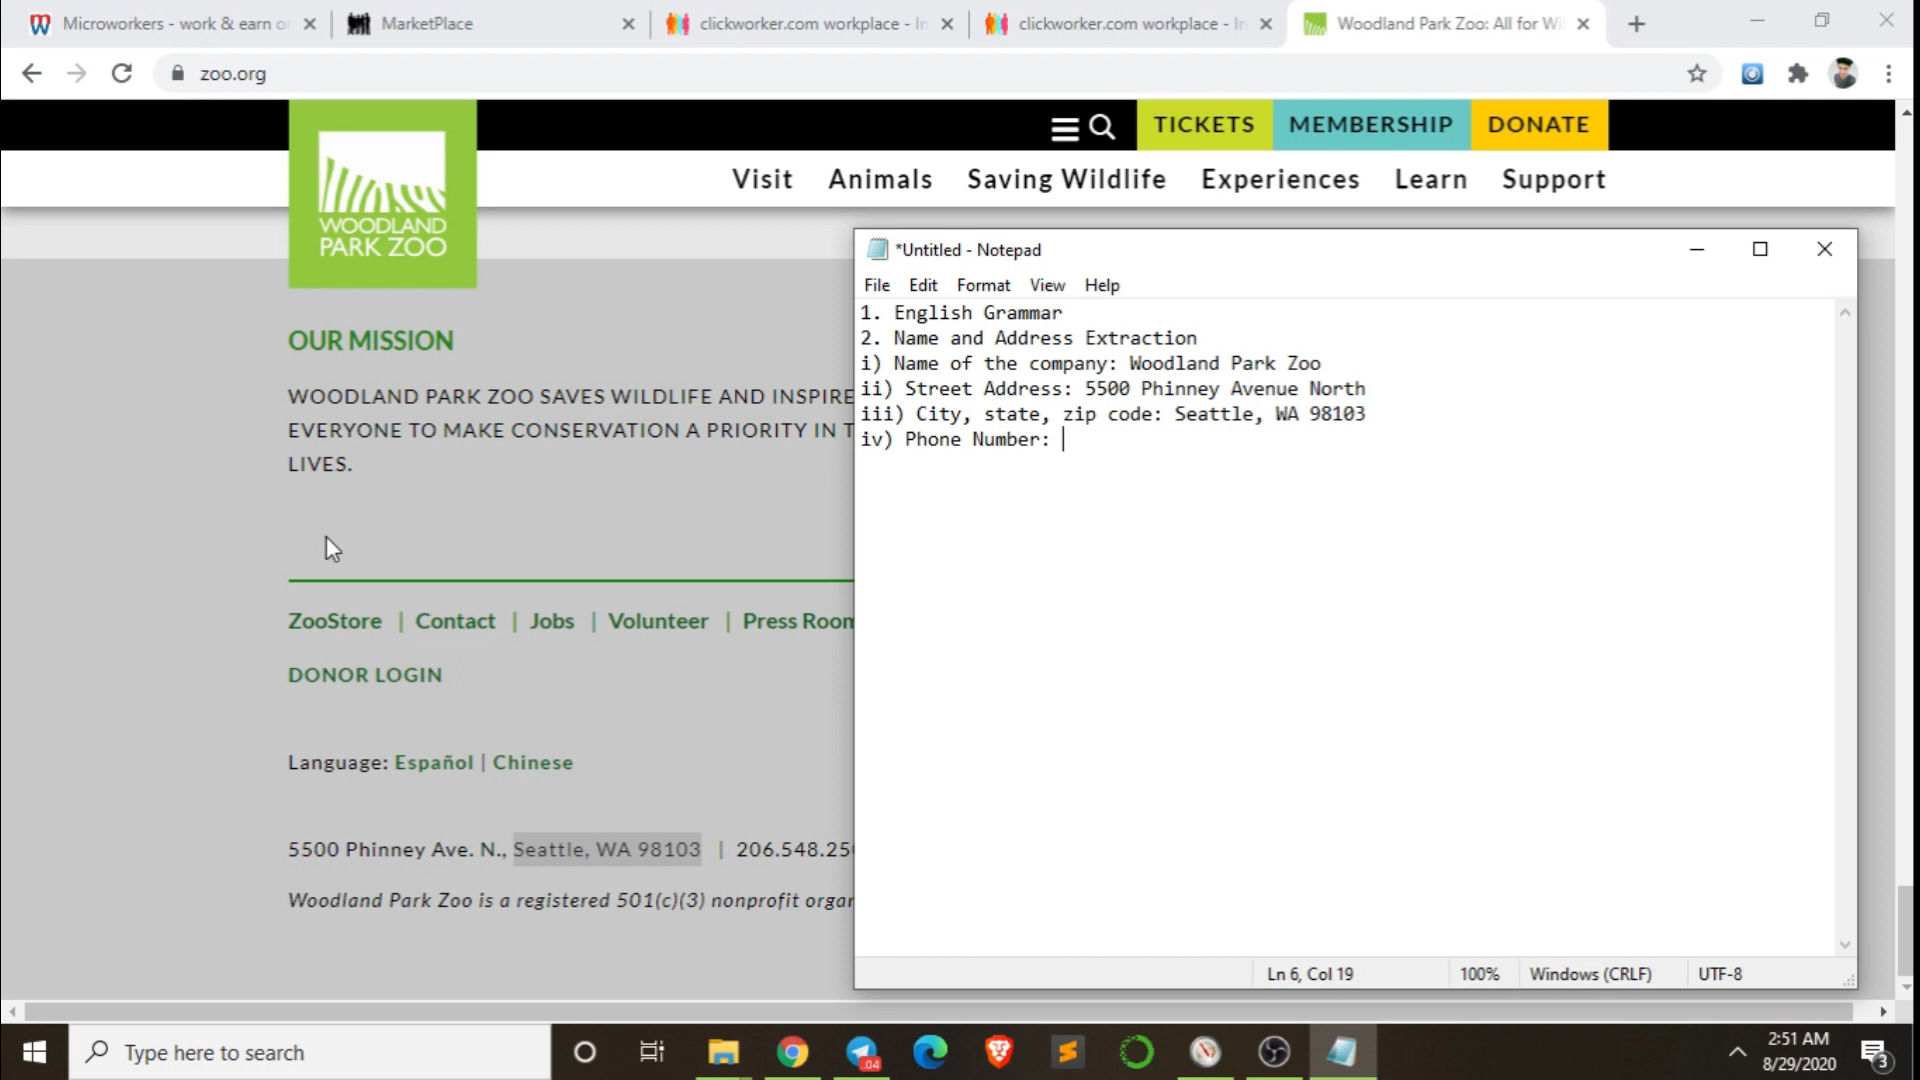 Microworkers - work & earn or
MarketPlace
clickworker.com workplace - In
clickworker.com workplace - In
Woodland Park Zoo: All for Wi
zoo.org
TICKETS
MEMBERSHIP
DONATE
WOODLAND
PARK ZOO
Visit
Animals
Saving Wildlife
Experiences
Learn
Support
OUR MISSION
WOODLAND PARK ZOO SAVES WILDLIFE AND INSPIRE
EVERYONE TO MAKE CONSERVATION A PRIORITY IN T
LIVES.
ZooStore | Contact | Jobs | Volunteer | Press Room
DONOR LOGIN
Language: Español | Chinese
5500 Phinney Ave. N., Seattle, WA 98103 | 206.548.250
Woodland Park Zoo is a registered 501(c)(3) nonprofit organ
*Untitled - Notepad
File Edit Format View Help
1. English Grammar
2. Name and Address Extraction
i) Name of the company: Woodland Park Zoo
ii) Street Address: 5500 Phinney Avenue North
iii) City, state, zip code: Seattle, WA 98103
iv) Phone Number:
Ln 6, Col 19
100%
Windows (CRLF)
UTF-8
Type here to search
.04
2:51 AM
8/29/2020
3